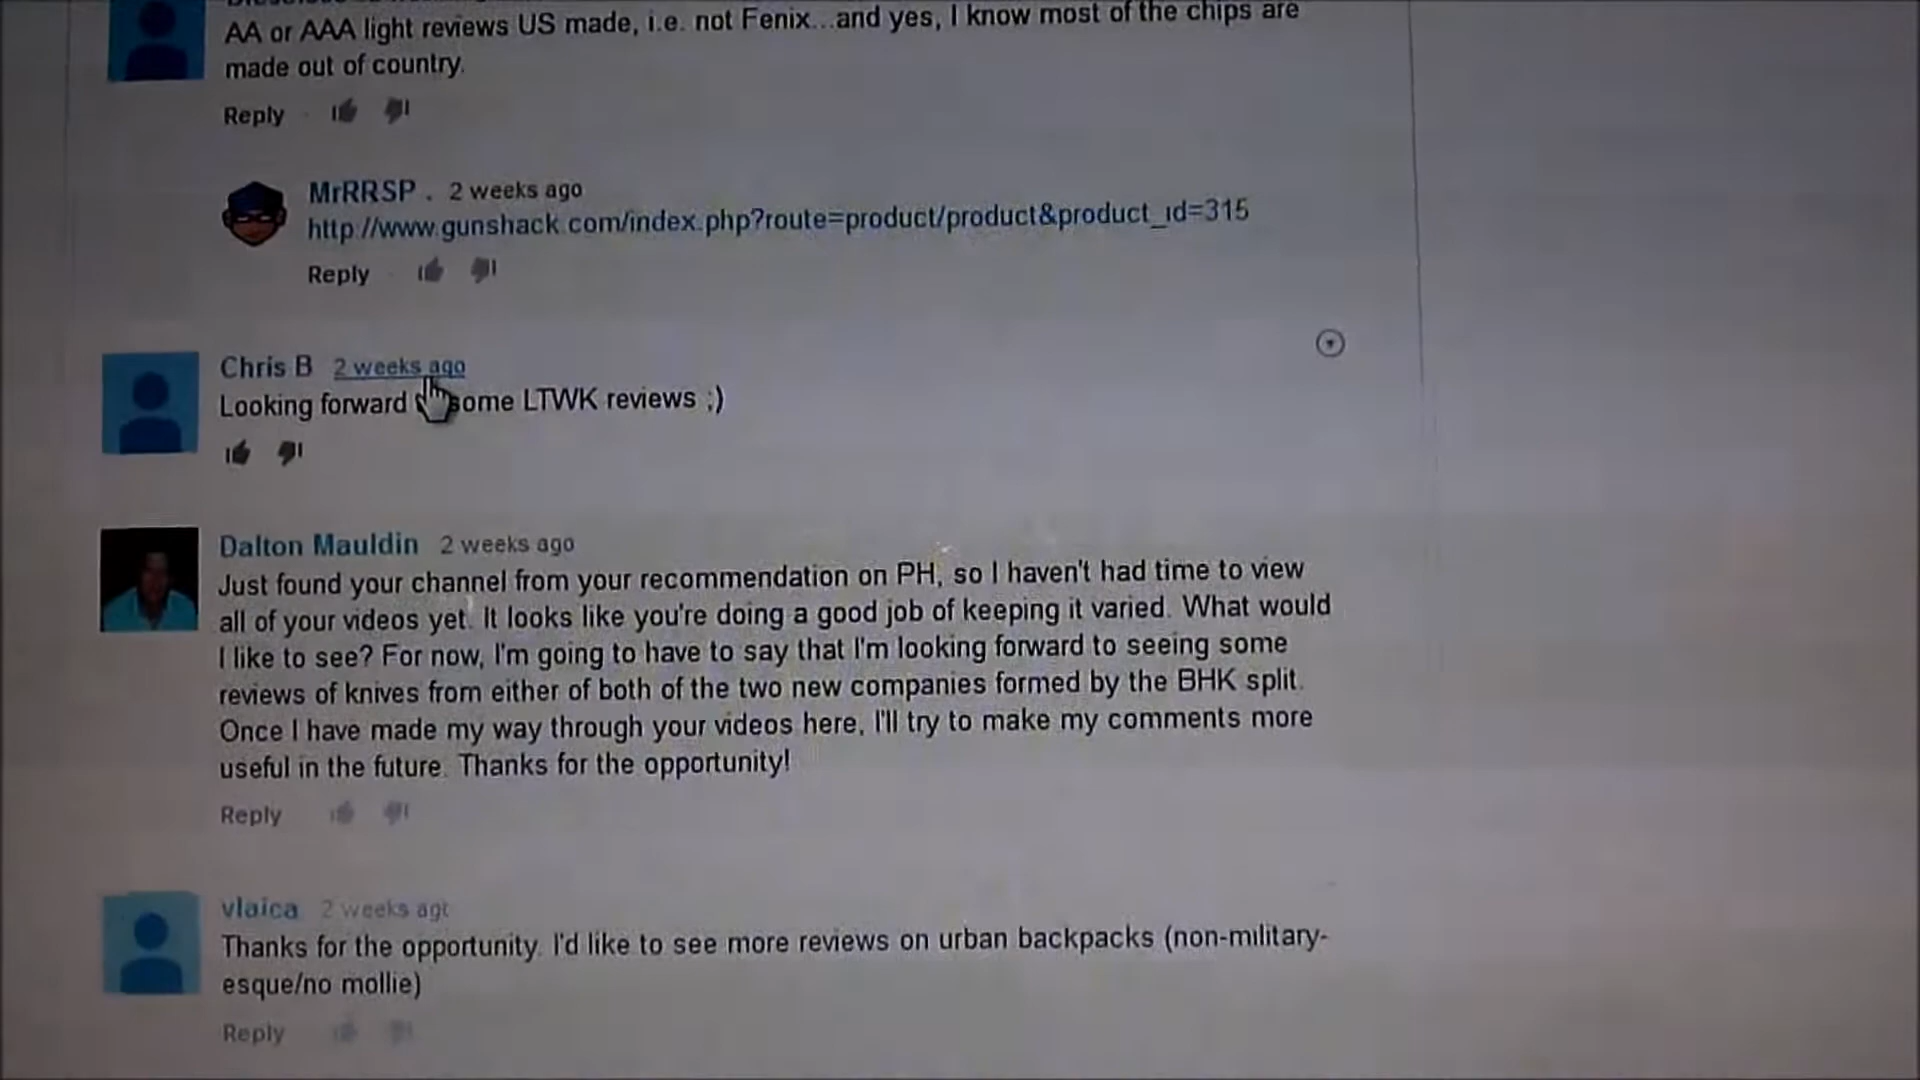 AA or AAA light reviews US made, i.e. not Fenix...and yes, I know most of the chips are
made out of country.
Reply
MrRRSP . 2 weeks ago
http://www.gunshack.com/index.php?route=product/product&product_id=315
Reply
Chris B 2 weeks ago
Looking forward some LTWK reviews ;)
Dalton Mauldin 2 weeks ago
Just found your channel from your recommendation on PH, so I haven't had time to view
all of your videos yet. It looks like you're doing a good job of keeping it varied. What would
I like to see? For now, I'm going to have to say that I'm looking forward to seeing some
reviews of knives from either of both of the two new companies formed by the BHK split.
Once I have made my way through your videos here, I'll try to make my comments more
useful in the future. Thanks for the opportunity!
Reply
vlaica 2 weeks ago
Thanks for the opportunity. I'd like to see more reviews on urban backpacks (non-military-
esque/no mollie)
Reply